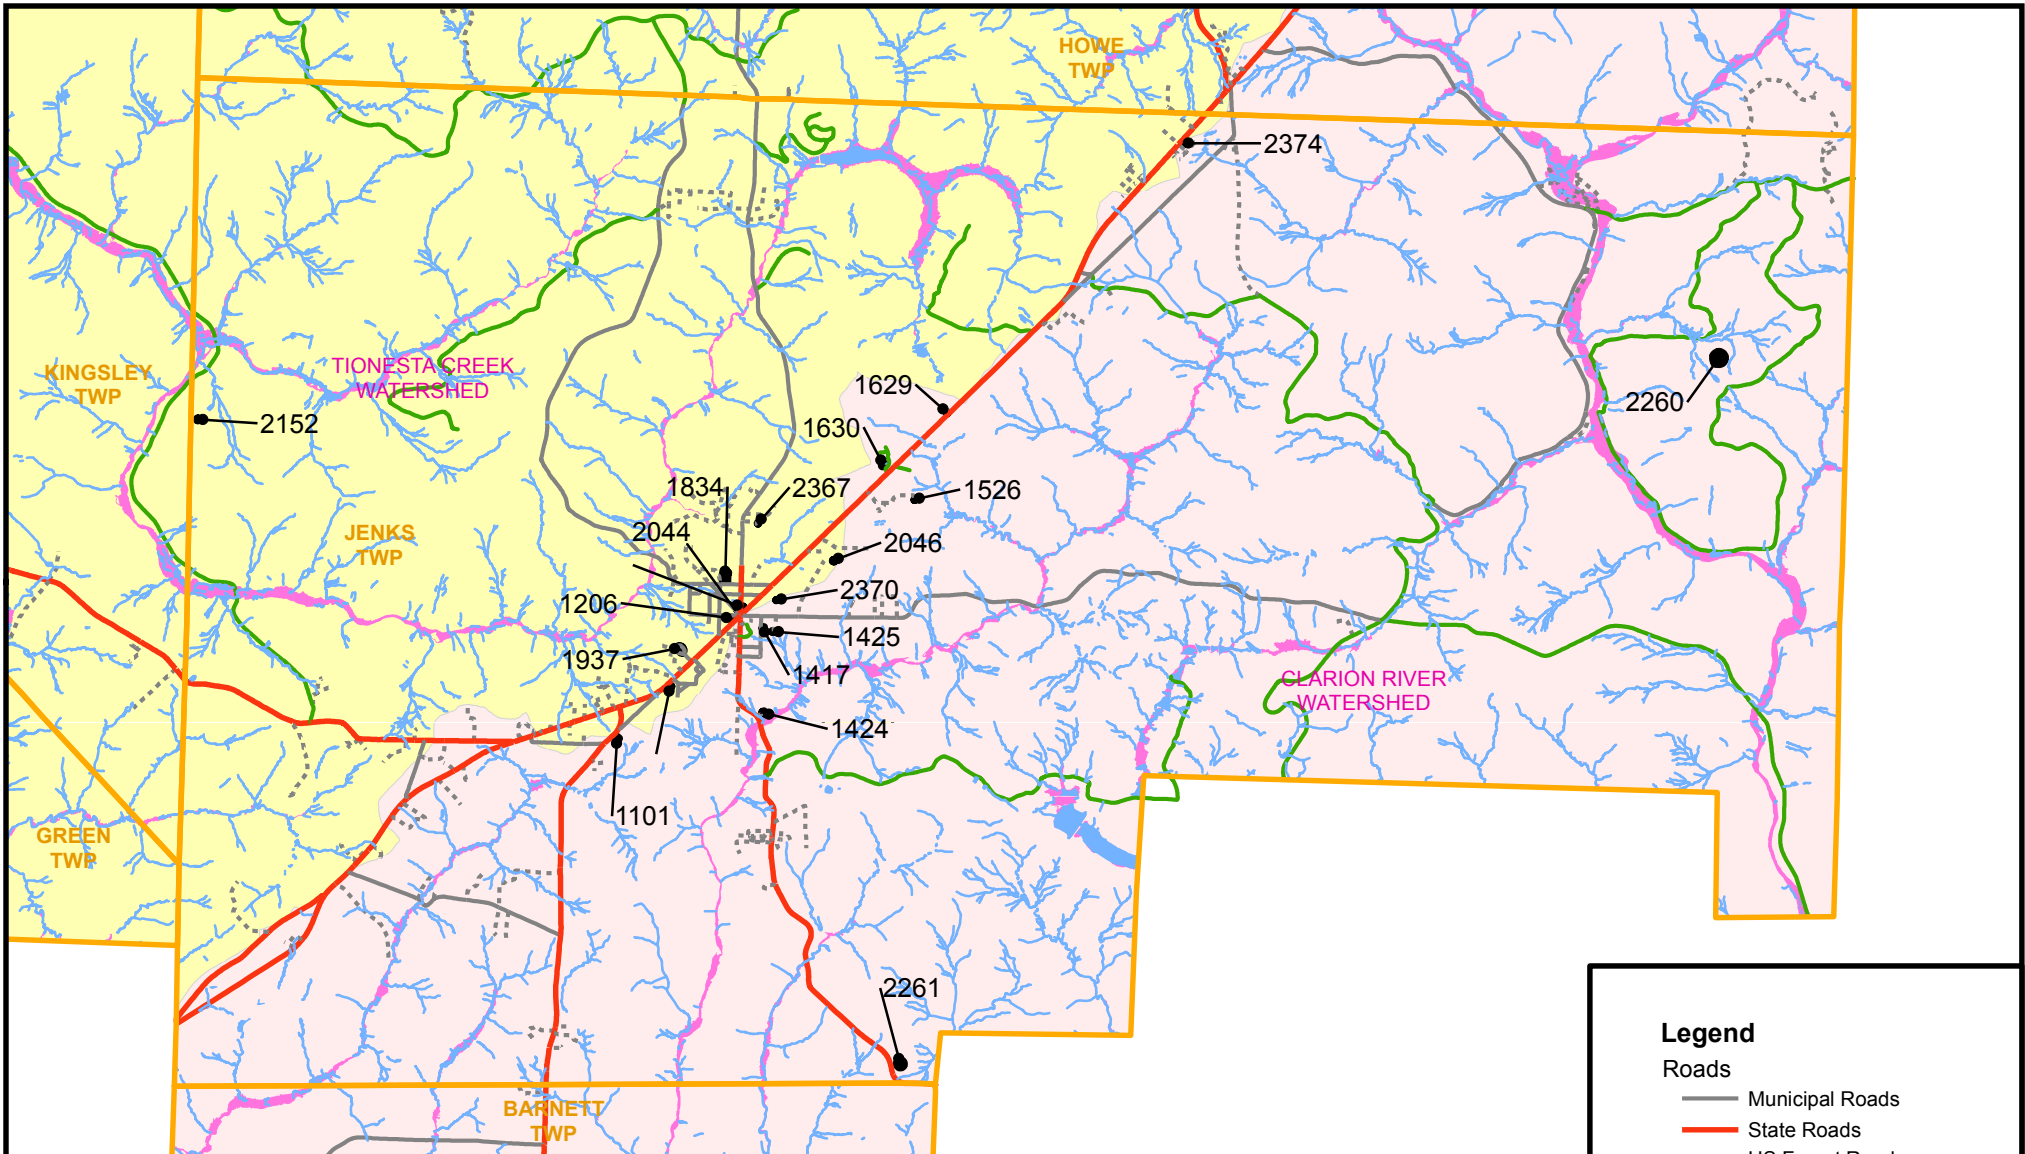 HOWE
TWP
2374
TIONESTA CREEK
WATERSHED
KINGSLEY
TWP
2152
1629
1630
2260
1834
2367
1526
JENKS
TWP
2044
2046
1206
2370
1425
1937
1417
CLARION RIVER
WATERSHED
1424
1101
GREEN
TWP
2261
BARNETT
TWP
Legend
Roads
Municipal Roads
State Roads